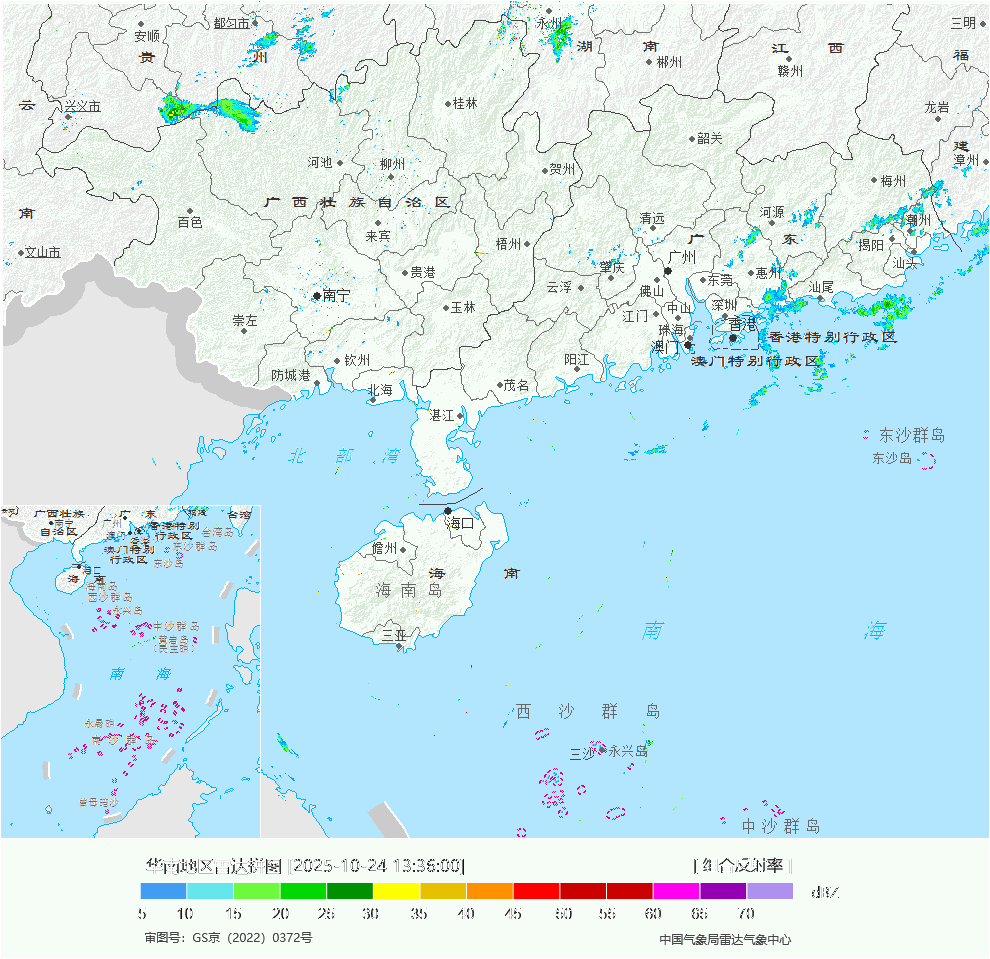 都匀市
永州
三明
安顺
贵
州
湖
南
江
西
福
郴州
赣州
云
兴义市
桂林
龙岩
韶关
建
漳州
河池
柳州
贺州
梅州
广西壮族自治区
南
百色
来宾
清远
河源
潮州
广
东
揭阳
梧州
文山市
广州
汕头
肇庆
贵港
惠州
东莞
云浮
佛山
汕尾
南宁
玉林
中山
深圳
江门
崇左
珠海
香港
香港特别行政区
澳门
澳门特别行政区
钦州
阳江
防城港
茂名
北海
湛江
东沙群岛
北部湾
东沙岛
海口
儋州
海
南
海南岛
三亚
南
海
西沙群岛
三沙
永兴岛
中沙群岛
广西壮族
自治区
南宁
广
东
广州
香港特别
行政区
澳门特别
行政区
台湾
台湾岛
东沙群岛
东沙岛
海口
海
南
海南岛
西沙群岛
永兴岛
中沙群岛
黄岩岛
南
海
永暑礁
南沙群岛
曾母暗沙
华南地区雷达拼图 [2025-10-24 13:36:00]
[ 组合反射率 ]
dBZ
5 10 15 20 25 30 35 40 45 50 55 60 65 70
审图号：GS京（2022）0372号
中国气象局雷达气象中心